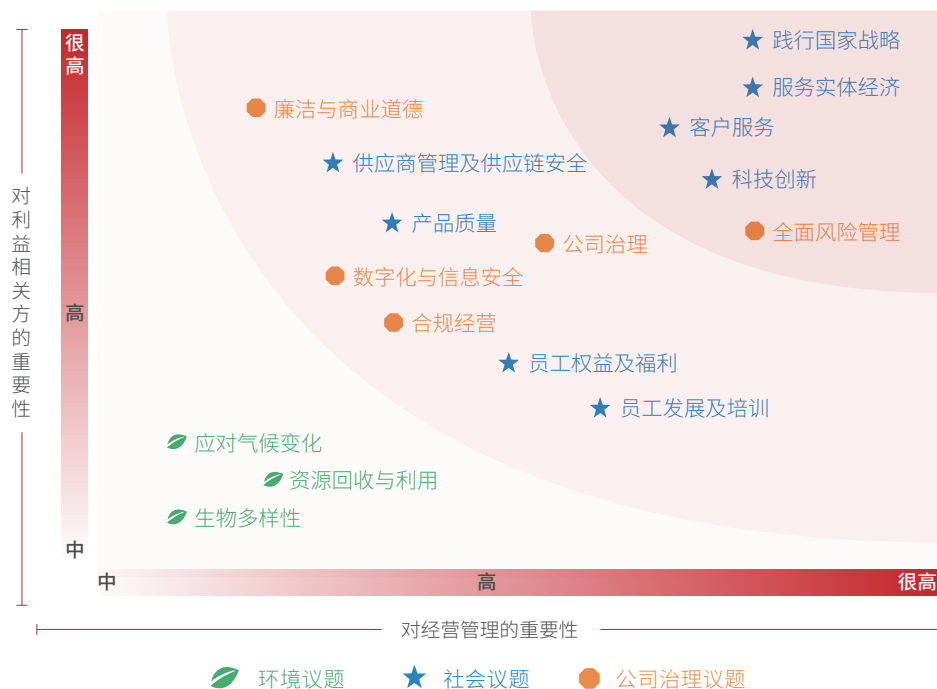 很高
高
中
对利益相关方的重要性
践行国家战略
服务实体经济
廉洁与商业道德
客户服务
供应商管理及供应链安全
科技创新
产品质量
全面风险管理
公司治理
数字化与信息安全
合规经营
员工权益及福利
员工发展及培训
应对气候变化
资源回收与利用
生物多样性
中 高 很高
对经营管理的重要性
环境议题 社会议题 公司治理议题